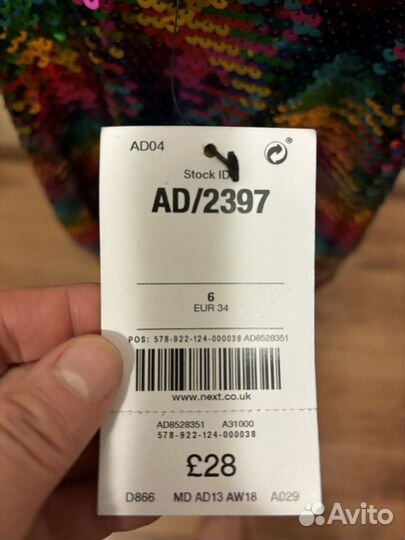 AD04
®
Stock ID
AD/2397
6
EUR 34
POS: 578-922-124-000038 AD8528351
www.next.co.uk
AD8528351 A31000
578-922-124-000038
£28
D866 MD AD13 AW18 A029
Avito